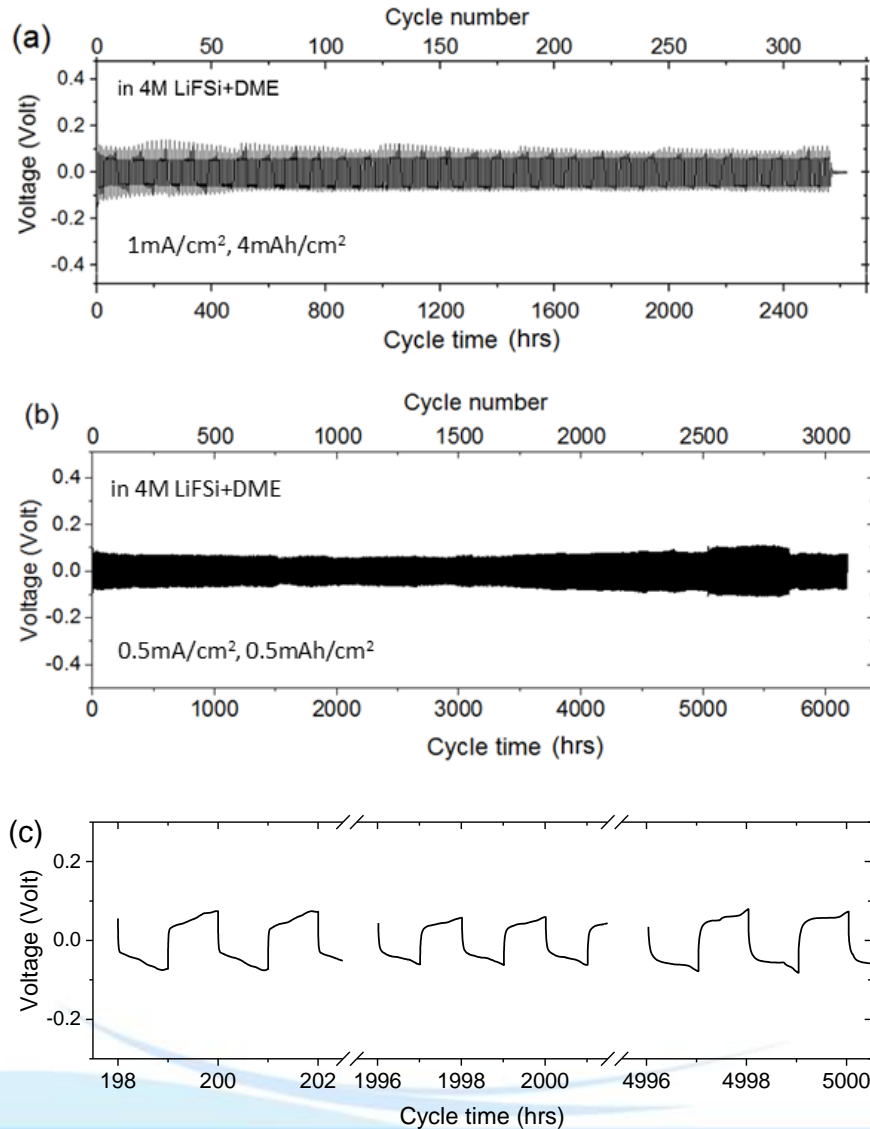 (a)
Cycle number
0 50 100 150 200 250 300
0.4
0.2
0.0
-0.2
-0.4
Voltage (Volt)
in 4M LiFSi+DME
1mA/cm², 4mAh/cm²
0 400 800 1200 1600 2000 2400
Cycle time (hrs)
(b)
Cycle number
0 500 1000 1500 2000 2500 3000
0.4
0.2
0.0
-0.2
-0.4
Voltage (Volt)
in 4M LiFSi+DME
0.5mA/cm², 0.5mAh/cm²
0 1000 2000 3000 4000 5000 6000
Cycle time (hrs)
(c)
0.2
0.0
-0.2
Voltage (Volt)
198 200 202 1996 1998 2000 4996 4998 5000
Cycle time (hrs)